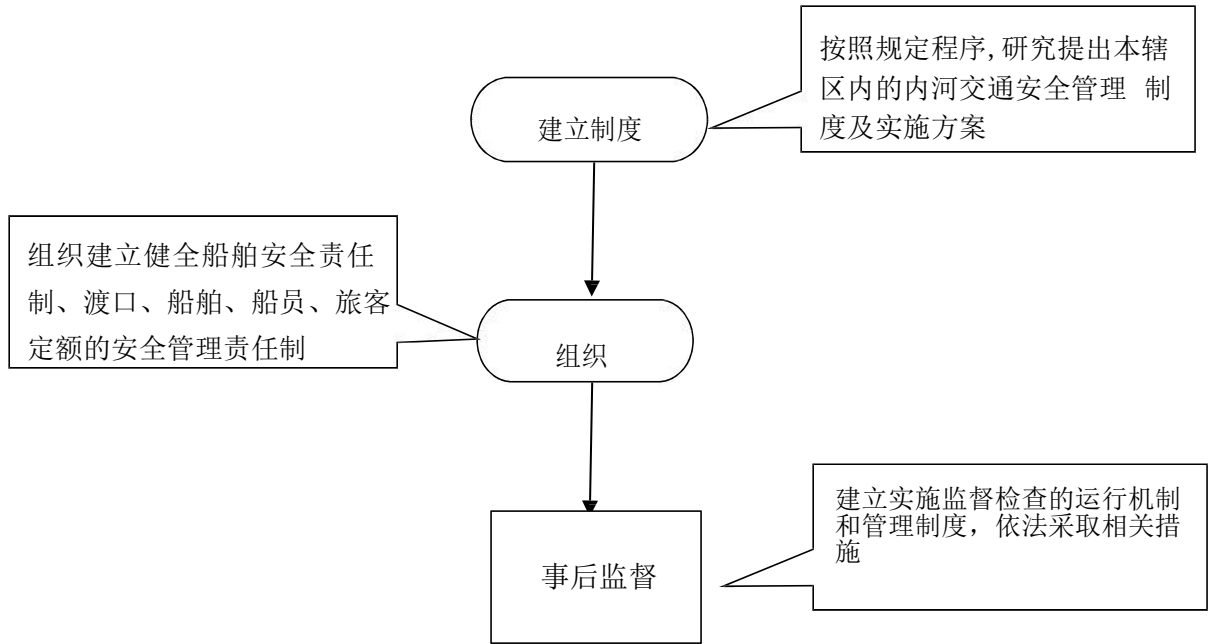 按照规定程序,研究提出本辖
区内的内河交通安全管理 制
度及实施方案
建立制度
组织建立健全船舶安全责任
制、渡口、船舶、船员、旅客
定额的安全管理责任制
组织
建立实施监督检查的运行机制
和管理制度，依法采取相关措
施
事后监督